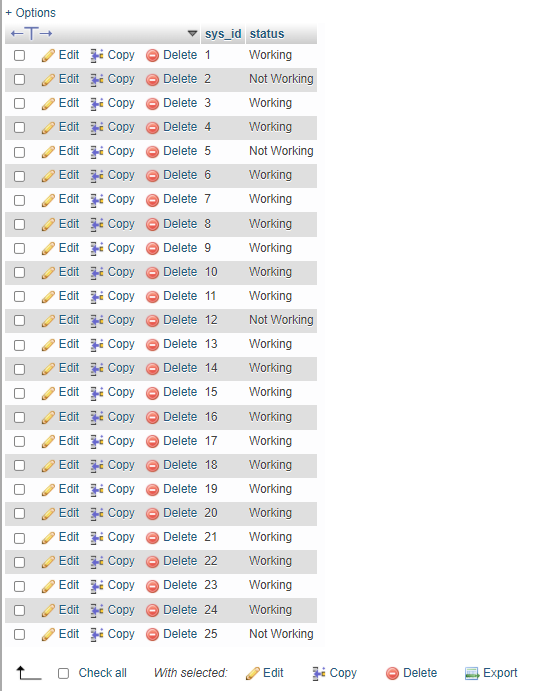 + Options
←T→ sys_id status
Edit Copy Delete 1 Working
Edit Copy Delete 2 Not Working
Edit Copy Delete 3 Working
Edit Copy Delete 4 Working
Edit Copy Delete 5 Not Working
Edit Copy Delete 6 Working
Edit Copy Delete 7 Working
Edit Copy Delete 8 Working
Edit Copy Delete 9 Working
Edit Copy Delete 10 Working
Edit Copy Delete 11 Working
Edit Copy Delete 12 Not Working
Edit Copy Delete 13 Working
Edit Copy Delete 14 Working
Edit Copy Delete 15 Working
Edit Copy Delete 16 Working
Edit Copy Delete 17 Working
Edit Copy Delete 18 Working
Edit Copy Delete 19 Working
Edit Copy Delete 20 Working
Edit Copy Delete 21 Working
Edit Copy Delete 22 Working
Edit Copy Delete 23 Working
Edit Copy Delete 24 Working
Edit Copy Delete 25 Not Working
Check all With selected: Edit Copy Delete Export